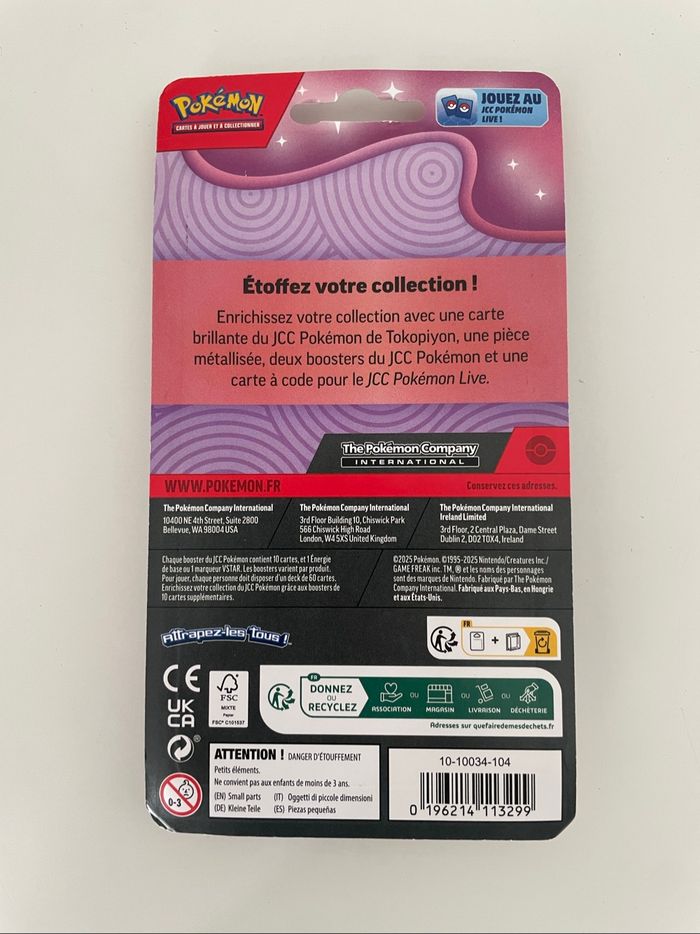 POKéMON
CARTES À JOUER ET À COLLECTIONNER
JOUEZ AU
JCC POKÉMON
LIVE !
Étoffez votre collection !
Enrichissez votre collection avec une carte
brillante du JCC Pokémon de Tokopiyon, une pièce
métallisée, deux boosters du JCC Pokémon et une
carte à code pour le JCC Pokémon Live.
The Pokémon Company
INTERNATIONAL
WWW.POKEMON.FR
Conservez ces adresses.
The Pokémon Company International
10400 NE 4th Street, Suite 2800
Bellevue, WA 98004 USA
The Pokémon Company International
3rd Floor Building 10, Chiswick Park
566 Chiswick High Road
London, W4 5XS United Kingdom
The Pokémon Company International
Ireland Limited
3rd Floor, 2 Central Plaza, Dame Street
Dublin 2, D02 T0X4, Ireland
Chaque booster du JCC Pokémon contient 10 cartes, et 1 Énergie
de base ou 1 marqueur VSTAR. Les boosters varient par produit.
Pour jouer, chaque personne doit disposer d'un deck de 60 cartes.
Enrichissez votre collection du JCC Pokémon grâce aux boosters de
10 cartes supplémentaires.
©2025 Pokémon. ©1995-2025 Nintendo/Creatures Inc./
GAME FREAK inc. TM, ® et les noms des personnages
sont des marques de Nintendo. Fabriqué par The Pokémon
Company International. Fabriqué aux Pays-Bas, en Hongrie
et aux États-Unis.
Attrapez-les Tous !™
FR
+
CE
FSC
MIXTE
Papier
FSC® C101537
UK
CA
®
FR
DONNEZ
OU
RECYCLEZ
ASSOCIATION
OU
MAGASIN
OU
LIVRAISON
OU
DÉCHÈTERIE
Adresses sur quefairedemesdechets.fr
0-3
ATTENTION ! DANGER D'ÉTOUFFEMENT
Petits éléments.
Ne convient pas aux enfants de moins de 3 ans.
(EN) Small parts (IT) Oggetti di piccole dimensioni
(DE) Kleine Teile (ES) Piezas pequeñas
10-10034-104
0 196214 113299